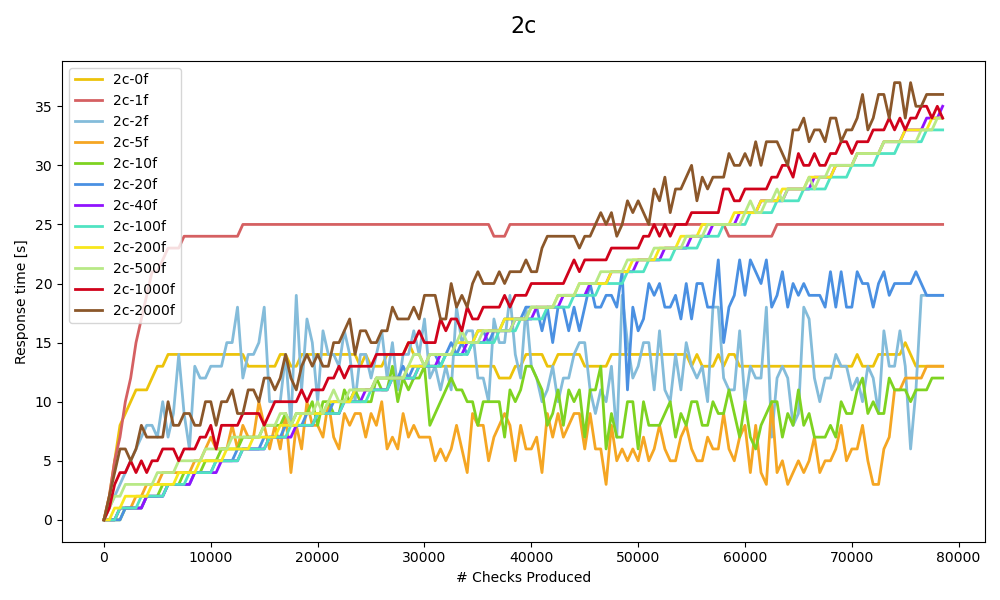 2c
2c-0f
2c-1f
2c-2f
2c-5f
2c-10f
2c-20f
2c-40f
2c-100f
2c-200f
2c-500f
2c-1000f
2c-2000f
Response time [s]
35
30
25
20
15
10
5
0
0 10000 20000 30000 40000 50000 60000 70000 80000
# Checks Produced